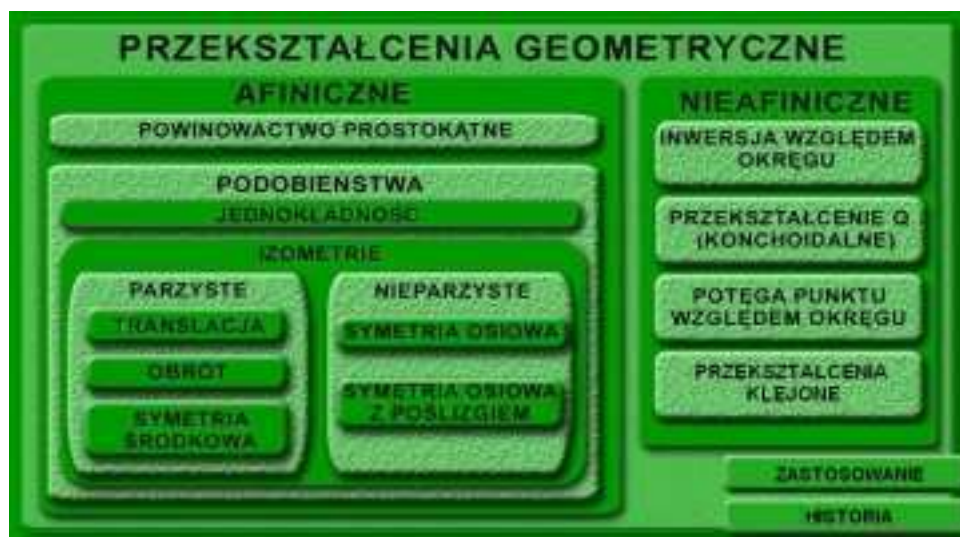 PRZEKSZTAŁCENIA GEOMETRYCZNE
AFINICZNE
POWINOWACTWO PROSTOKĄTNE
PODOBIENSTWA
JEDNOKŁADNOŚĆ
IZOMETRIE
PARZYSTE
TRANSLACJA
OBRÓT
SYMETRIA
ŚRODKOWA
NIEPARZYSTE
SYMETRIA OSIOWA
SYMETRIA OSIOWA
Z POŚLIZGIEM
NIEAFINICZNE
INWERSJA WZGLĘDEM
OKRĘGU
PRZEKSZTAŁCENIE Q
(KONCHOIDALNE)
POTĘGA PUNKTU
WZGLĘDEM OKRĘGU
PRZEKSZTAŁCENIA
KLEJONE
ZASTOSOWANIE
HISTORIA